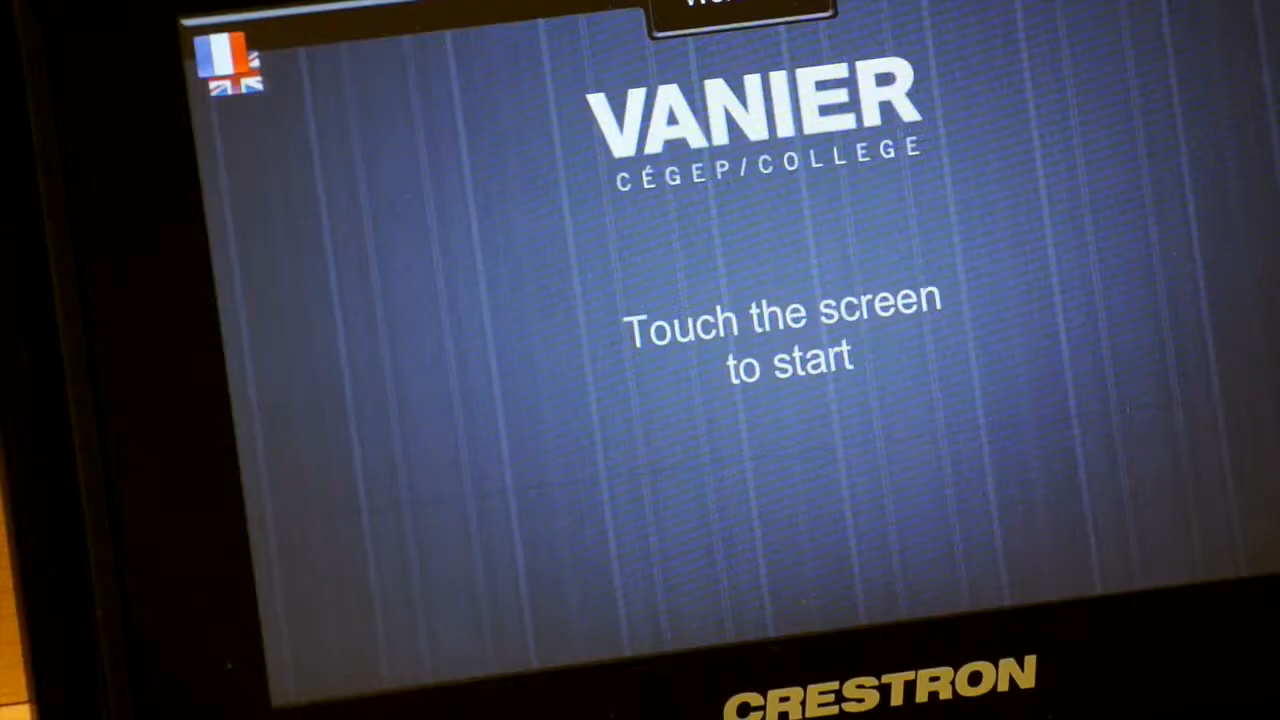 VANIER
CÉGEP/COLLEGE
Touch the screen
to start
CRESTRON